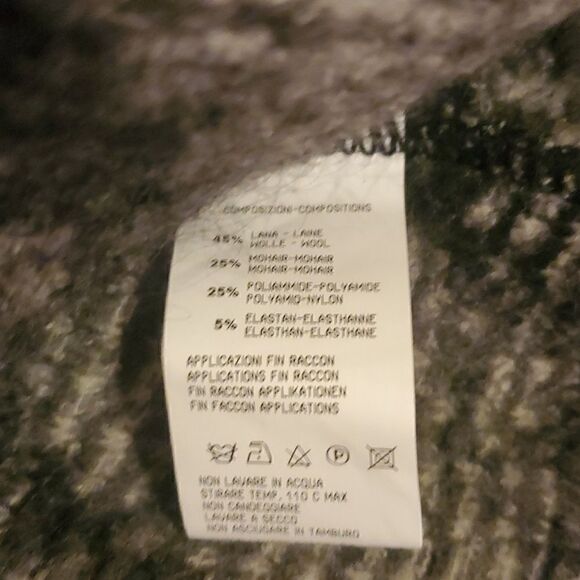 COMPOSIZIONI-COMPOSITIONS
45% LANA - LAINE
WOLLE - WOOL
25% MOHAIR-MOHAIR
MOHAIR-MOHAIR
25% POLIAMMIDE-POLYAMIDE
POLYAMID-NYLON
5% ELASTAN-ELASTHANNE
ELASTHAN-ELASTHANE
APPLICAZIONI FIN RACCON
APPLICATIONS FIN RACCON
FIN RACCON APPLIKATIONEN
FIN FACCON APPLICATIONS
P
NON LAVARE IN ACQUA
STIRARE TEMP. 110 C MAX
NON CANDEGGIARE
LAVARE A SECCO
NON ASCIUGARE IN TAMBURO